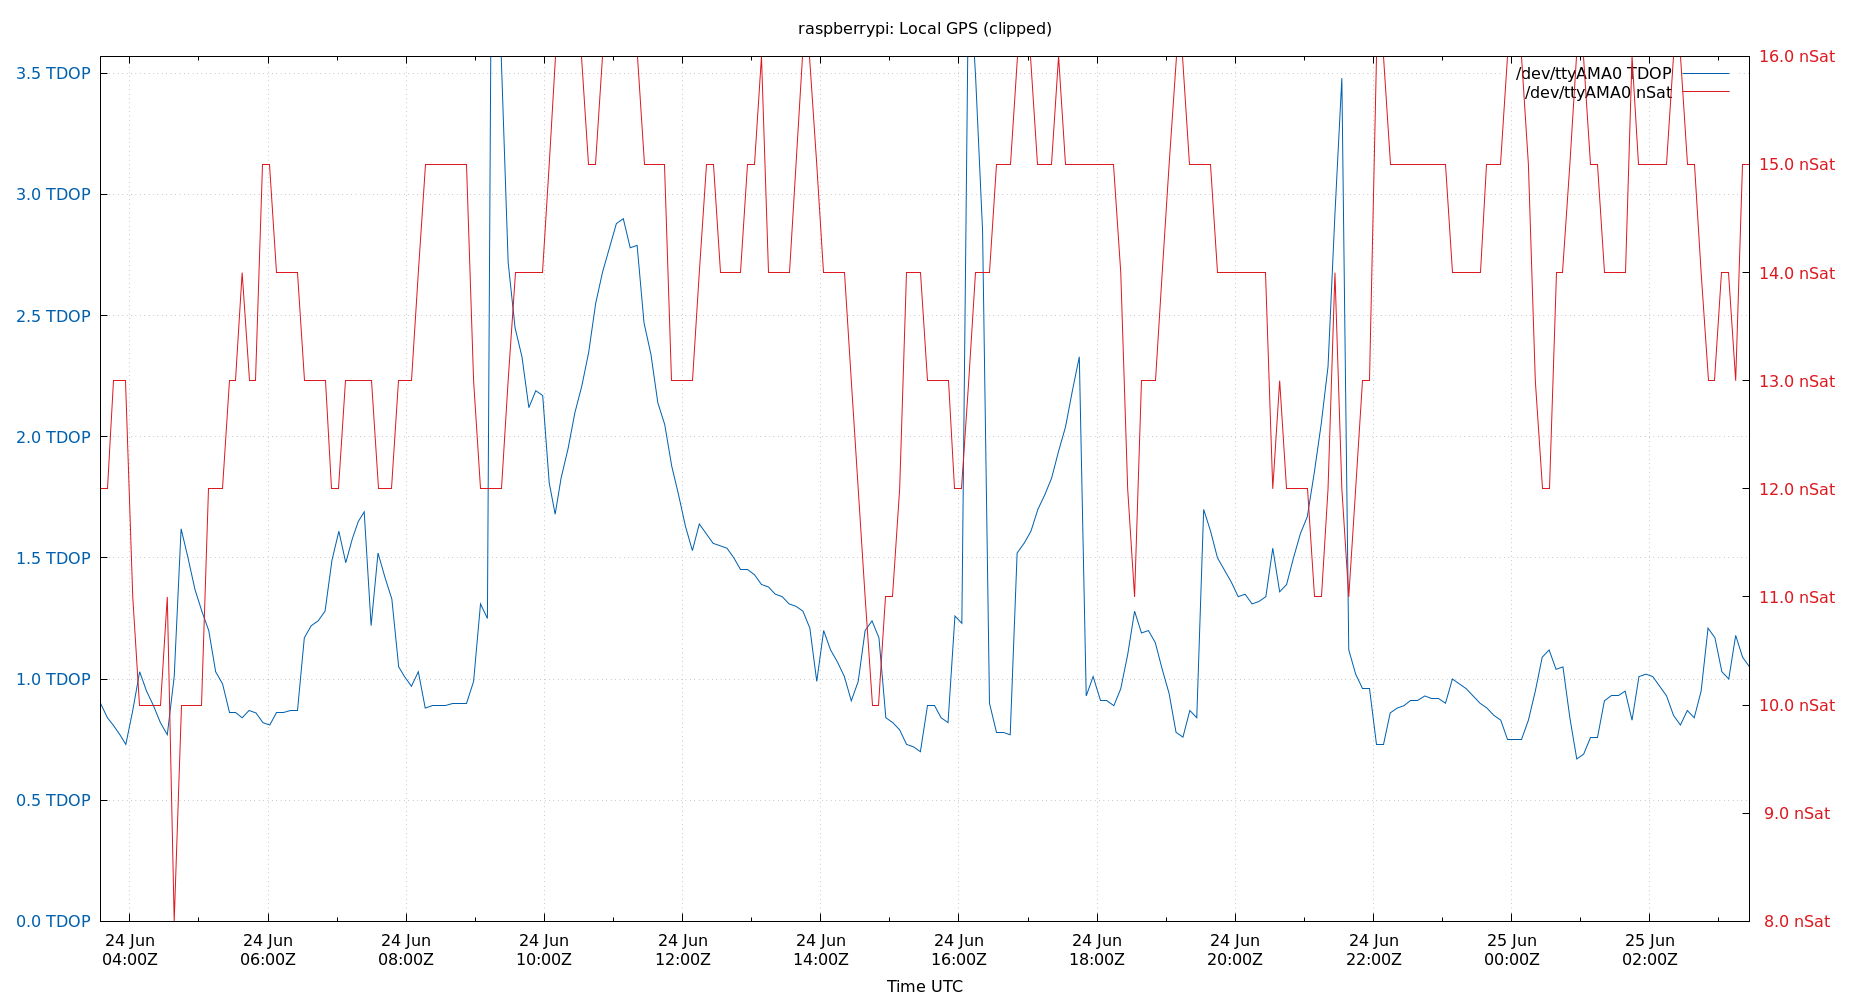 raspberrypi: Local GPS (clipped)
3.5 TDOP
3.0 TDOP
2.5 TDOP
2.0 TDOP
1.5 TDOP
1.0 TDOP
0.5 TDOP
0.0 TDOP
16.0 nSat
15.0 nSat
14.0 nSat
13.0 nSat
12.0 nSat
11.0 nSat
10.0 nSat
9.0 nSat
8.0 nSat
/dev/ttyAMA0 TDOP
/dev/ttyAMA0 nSat
24 Jun 24 Jun 24 Jun 24 Jun 24 Jun 24 Jun 24 Jun 24 Jun 24 Jun 24 Jun 25 Jun 25 Jun
04:00Z 06:00Z 08:00Z 10:00Z 12:00Z 14:00Z 16:00Z 18:00Z 20:00Z 22:00Z 00:00Z 02:00Z
Time UTC